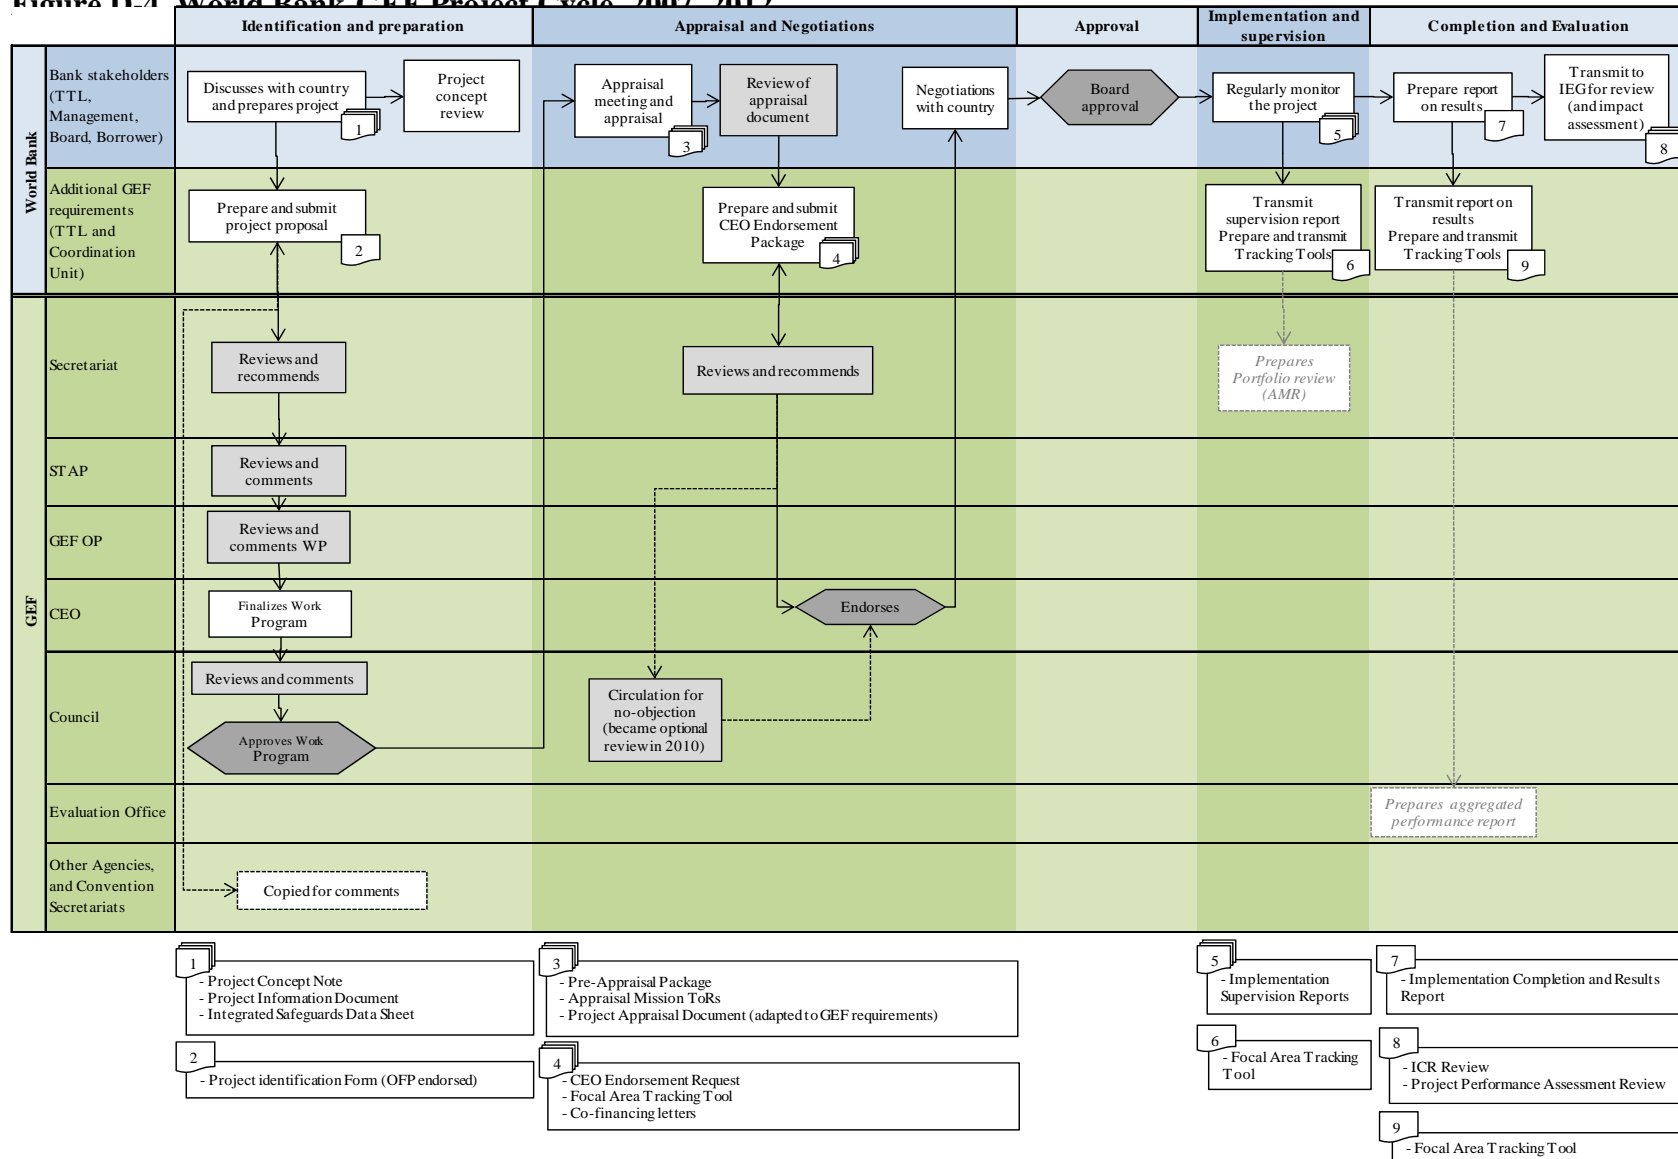 Figure D-4. World Bank GEF Project Cycle, 2007-2012
Identification and preparation
Appraisal and Negotiations
Approval
Implementation and
supervision
Completion and Evaluation
World Bank
Bank stakeholders
(TTL,
Management,
Board, Borrower)
Discusses with country
and prepares project
1
Project
concept
review
Appraisal
meeting and
appraisal
3
Review of
appraisal
document
Negotiations
with country
Board
approval
Regularly monitor
the project
5
Prepare report
on results
7
Transmit to
IEG for review
(and impact
assessment)
8
Additional GEF
requirements
(TTL and
Coordination
Unit)
Prepare and submit
project proposal
2
Prepare and submit
CEO Endorsement
Package
4
Transmit
supervision report
Prepare and transmit
Tracking Tools
6
Transmit report on
results
Prepare and transmit
Tracking Tools
9
GEF
Secretariat
Reviews and
recommends
Reviews and recommends
Prepares
Portfolio review
(AMR)
STAP
Reviews and
comments
GEF OP
Reviews and
comments WP
CEO
Finalizes Work
Program
Endorses
Council
Reviews and comments
Approves Work
Program
Circulation for
no-objection
(became optional
review in 2010)
Evaluation Office
Prepares aggregated
performance report
Other Agencies,
and Convention
Secretariats
Copied for comments
1
- Project Concept Note
- Project Information Document
- Integrated Safeguards Data Sheet
2
- Project identification Form (OFP endorsed)
3
- Pre-Appraisal Package
- Appraisal Mission ToRs
- Project Appraisal Document (adapted to GEF requirements)
4
- CEO Endorsement Request
- Focal Area Tracking Tool
- Co-financing letters
5
- Implementation
Supervision Reports
6
- Focal Area Tracking
Tool
7
- Implementation Completion and Results
Report
8
- ICR Review
- Project Performance Assessment Review
9
- Focal Area Tracking Tool